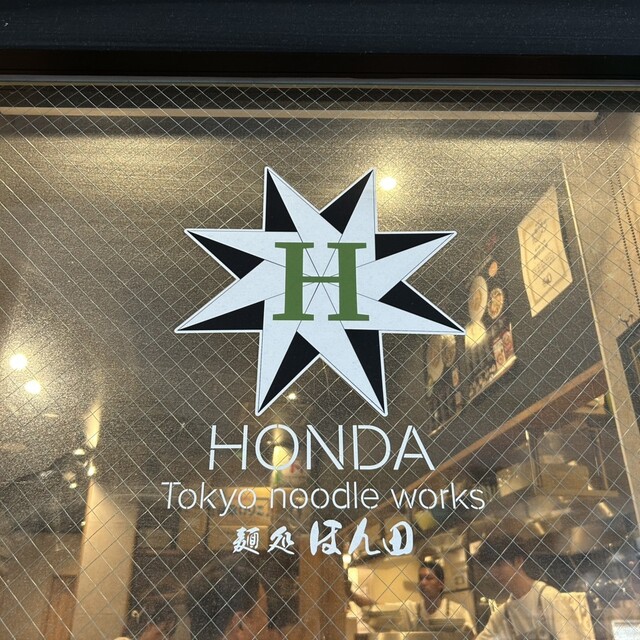 H
HONDA
Tokyo noodle works
麺処 ほん田